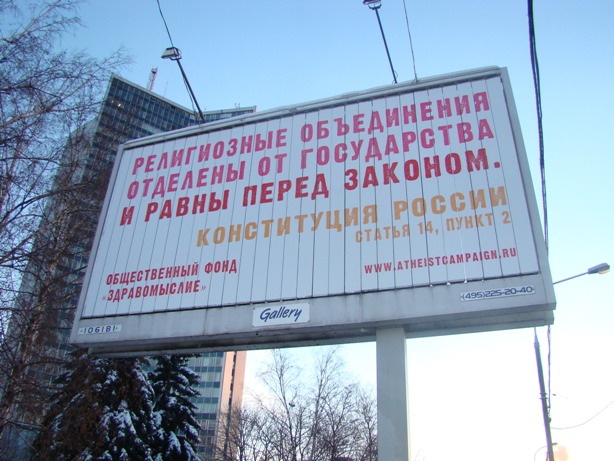 РЕЛИГИОЗНЫЕ ОБЪЕДИНЕНИЯ
ОТДЕЛЕНЫ ОТ ГОСУДАРСТВА
И РАВНЫ ПЕРЕД ЗАКОНОМ.
КОНСТИТУЦИЯ РОССИИ
СТАТЬЯ 14, ПУНКТ 2
ОБЩЕСТВЕННЫЙ ФОНД
«ЗДРАВОМЫСЛИЕ»
WWW.ATHEISTCAMPAIGN.RU
106181
Gallery
(495)225-20-40